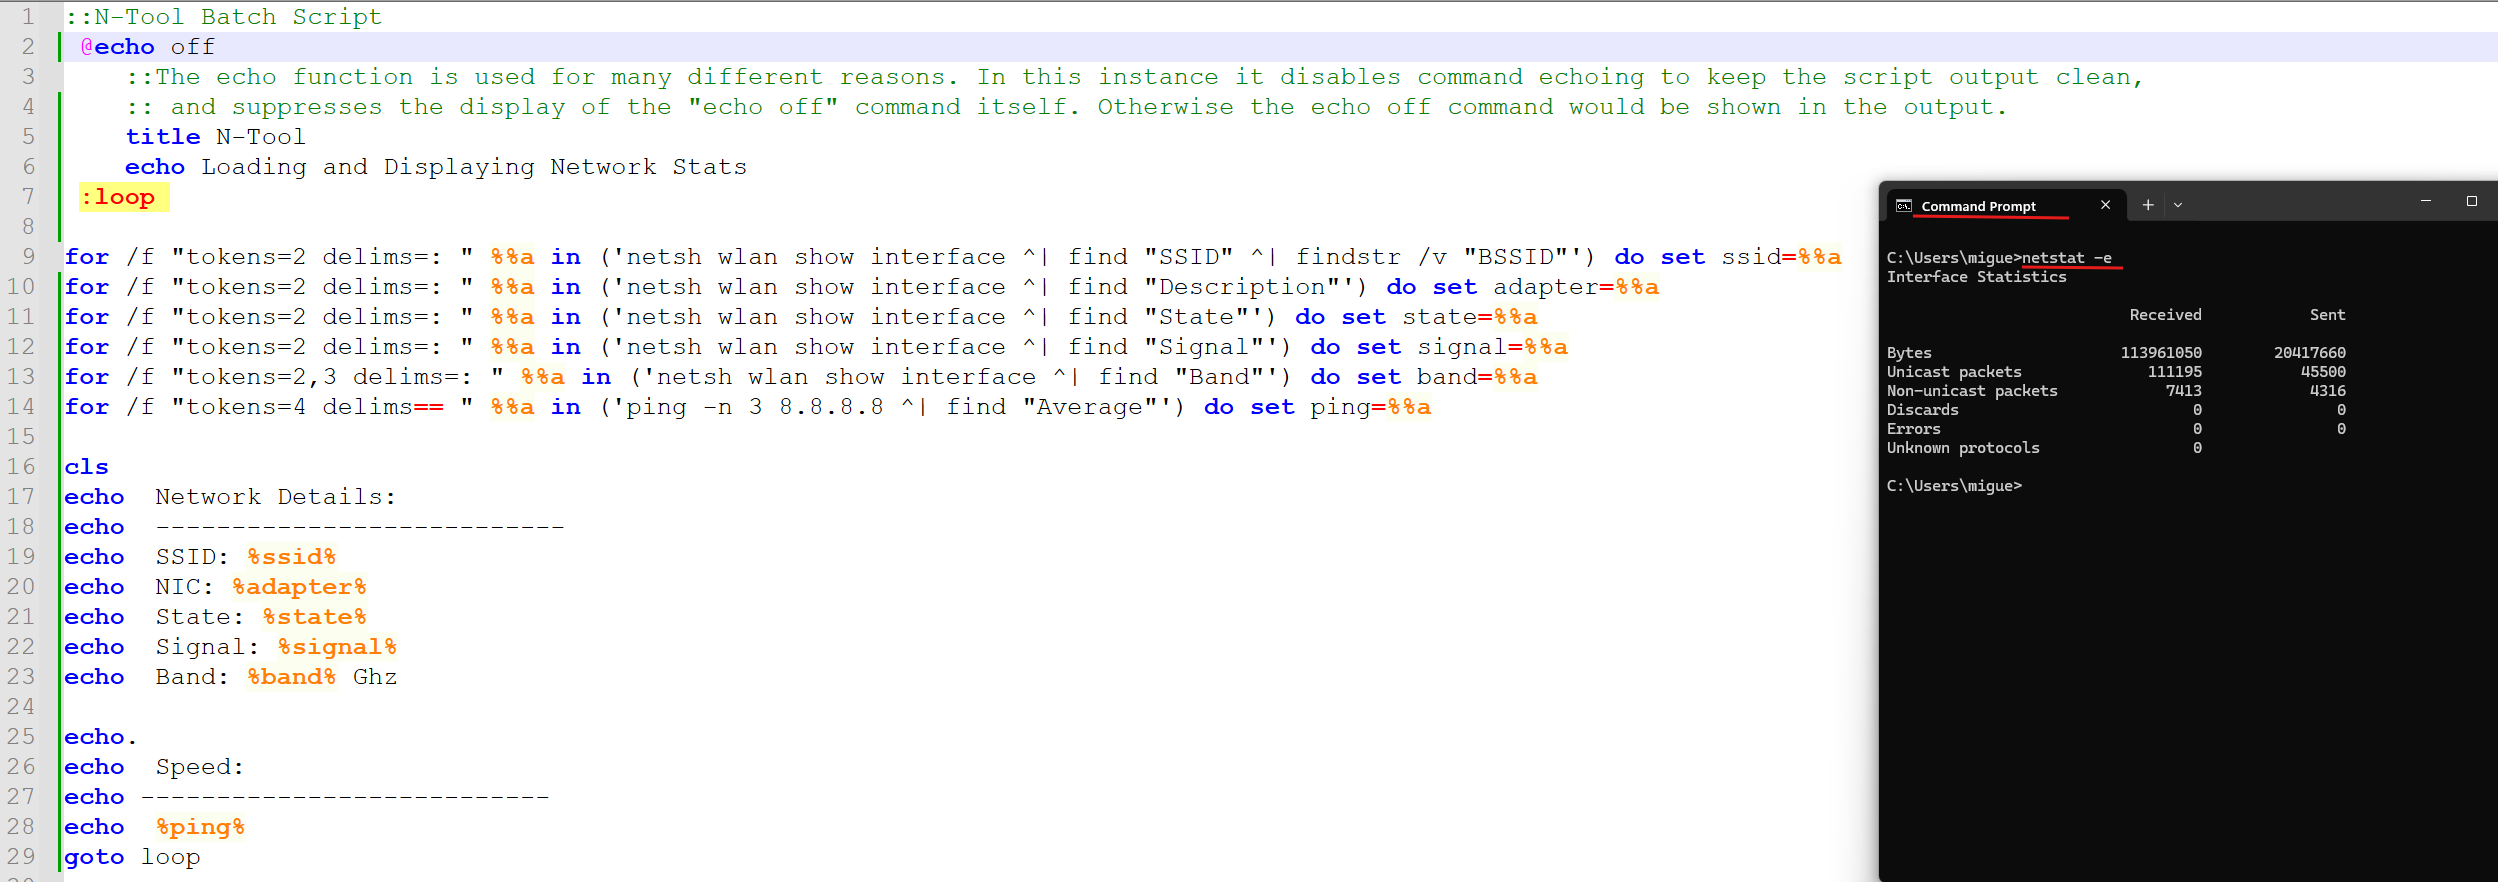 1 ::N-Tool Batch Script
2 @echo off
3 ::The echo function is used for many different reasons. In this instance it disables command echoing to keep the script output clean,
4 :: and suppresses the display of the "echo off" command itself. Otherwise the echo off command would be shown in the output.
5 title N-Tool
6 echo Loading and Displaying Network Stats
7 :loop
8
9 for /f "tokens=2 delims=: " %%a in ('netsh wlan show interface ^| find "SSID" ^| findstr /v "BSSID"') do set ssid=%%a
10 for /f "tokens=2 delims=: " %%a in ('netsh wlan show interface ^| find "Description"') do set adapter=%%a
11 for /f "tokens=2 delims=: " %%a in ('netsh wlan show interface ^| find "State"') do set state=%%a
12 for /f "tokens=2 delims=: " %%a in ('netsh wlan show interface ^| find "Signal"') do set signal=%%a
13 for /f "tokens=2,3 delims=: " %%a in ('netsh wlan show interface ^| find "Band"') do set band=%%a
14 for /f "tokens=4 delims== " %%a in ('ping -n 3 8.8.8.8 ^| find "Average"') do set ping=%%a
15
16 cls
17 echo  Network Details:
18 echo  ---------------------------
19 echo  SSID: %ssid%
20 echo  NIC: %adapter%
21 echo  State: %state%
22 echo  Signal: %signal%
23 echo  Band: %band% Ghz
24
25 echo.
26 echo  Speed:
27 echo ---------------------------
28 echo  %ping%
29 goto loop
Command Prompt
C:\Users\migue>netstat -e
Interface Statistics
Received Sent
Bytes 113961050 20417660
Unicast packets 111195 45500
Non-unicast packets 7413 4316
Discards 0 0
Errors 0 0
Unknown protocols 0
C:\Users\migue>